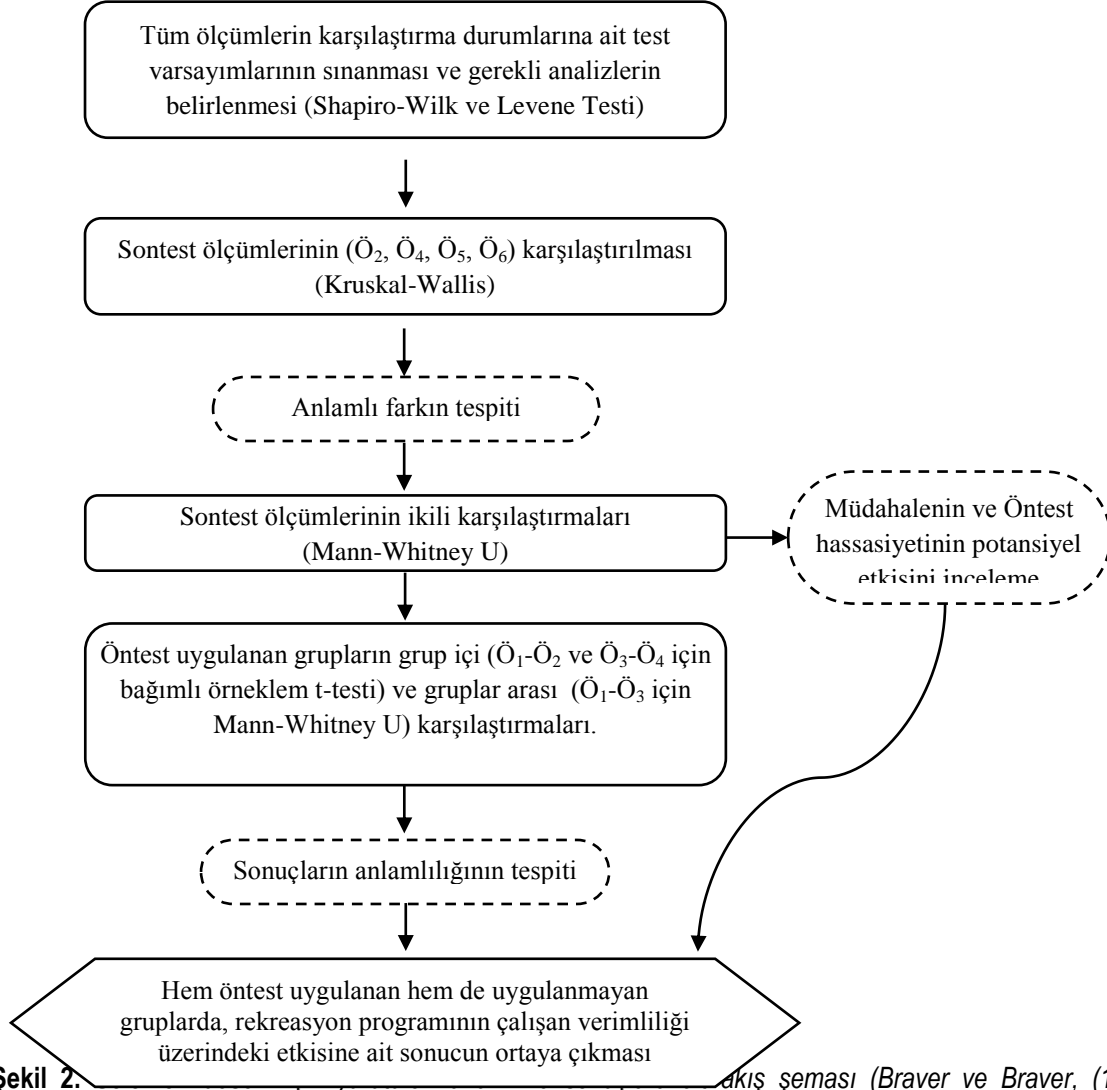 Tüm ölçümlerin karşılaştırma durumlarına ait test
varsayımlarının sınanması ve gerekli analizlerin
belirlenmesi (Shapiro-Wilk ve Levene Testi)
Sontest ölçümlerinin (Ö₂, Ö₄, Ö₅, Ö₆) karşılaştırılması
(Kruskal-Wallis)
Anlamlı farkın tespiti
Sontest ölçümlerinin ikili karşılaştırmaları
(Mann-Whitney U)
Müdahalenin ve Öntest
hassasiyetinin potansiyel
etkisini inceleme
Öntest uygulanan grupların grup içi (Ö₁-Ö₂ ve Ö₃-Ö₄ için
bağımlı örneklem t-testi) ve gruplar arası (Ö₁-Ö₃ için
Mann-Whitney U) karşılaştırmaları.
Sonuçların anlamlılığının tespiti
Hem öntest uygulanan hem de uygulanmayan
gruplarda, rekreasyon programının çalışan verimliliği
üzerindeki etkisine ait sonucun ortaya çıkması
Şekil 2. akış şeması (Braver ve Braver,